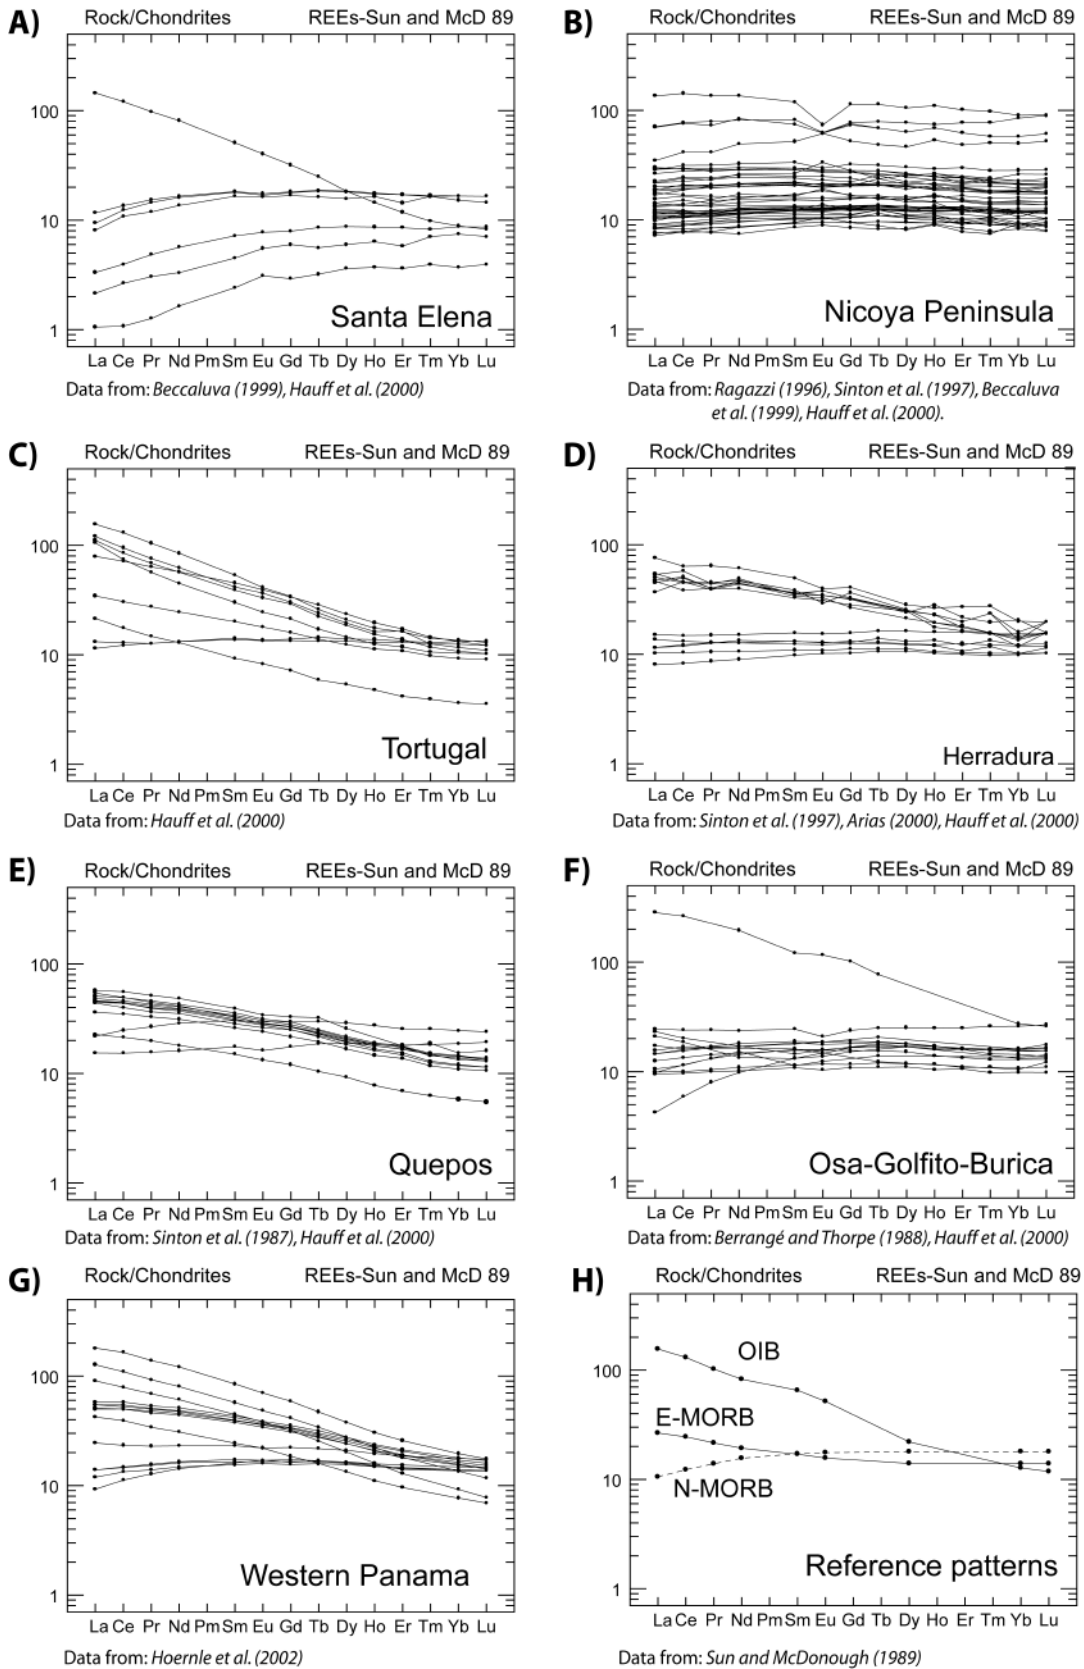 A)
Rock/Chondrites REEs-Sun and McD 89
100
10
1
Santa Elena
La Ce Pr Nd Pm Sm Eu Gd Tb Dy Ho Er Tm Yb Lu
Data from: Beccaluva (1999), Hauff et al. (2000)
B)
Rock/Chondrites REEs-Sun and McD 89
100
10
1
Nicoya Peninsula
La Ce Pr Nd Pm Sm Eu Gd Tb Dy Ho Er Tm Yb Lu
Data from: Ragazzi (1996), Sinton et al. (1997), Beccaluva
et al. (1999), Hauff et al. (2000).
C)
Rock/Chondrites REEs-Sun and McD 89
100
10
1
Tortugal
La Ce Pr Nd Pm Sm Eu Gd Tb Dy Ho Er Tm Yb Lu
Data from: Hauff et al. (2000)
D)
Rock/Chondrites REEs-Sun and McD 89
100
10
1
Herradura
La Ce Pr Nd Pm Sm Eu Gd Tb Dy Ho Er Tm Yb Lu
Data from: Sinton et al. (1997), Arias (2000), Hauff et al. (2000)
E)
Rock/Chondrites REEs-Sun and McD 89
100
10
1
Quepos
La Ce Pr Nd Pm Sm Eu Gd Tb Dy Ho Er Tm Yb Lu
Data from: Sinton et al. (1987), Hauff et al. (2000)
F)
Rock/Chondrites REEs-Sun and McD 89
100
10
1
Osa-Golfito-Burica
La Ce Pr Nd Pm Sm Eu Gd Tb Dy Ho Er Tm Yb Lu
Data from: Berrangé and Thorpe (1988), Hauff et al. (2000)
G)
Rock/Chondrites REEs-Sun and McD 89
100
10
1
Western Panama
La Ce Pr Nd Pm Sm Eu Gd Tb Dy Ho Er Tm Yb Lu
Data from: Hoernle et al. (2002)
H)
Rock/Chondrites REEs-Sun and McD 89
100
10
1
OIB
E-MORB
N-MORB
Reference patterns
La Ce Pr Nd Pm Sm Eu Gd Tb Dy Ho Er Tm Yb Lu
Data from: Sun and McDonough (1989)